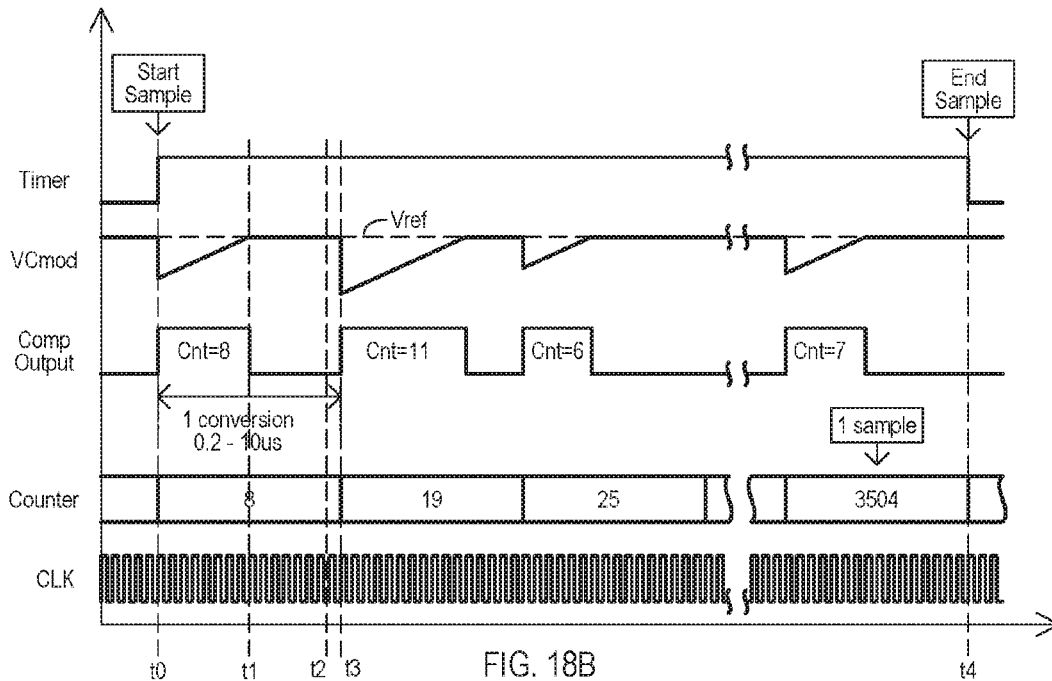 Start
Sample
End
Sample
Timer
Vref
VCmod
Comp
Output
Cnt=8
Cnt=11
Cnt=6
Cnt=7
1 conversion
0.2 - 10us
1 sample
Counter
8
19
25
3504
CLK
t0
t1
t2
t3
t4
FIG. 18B